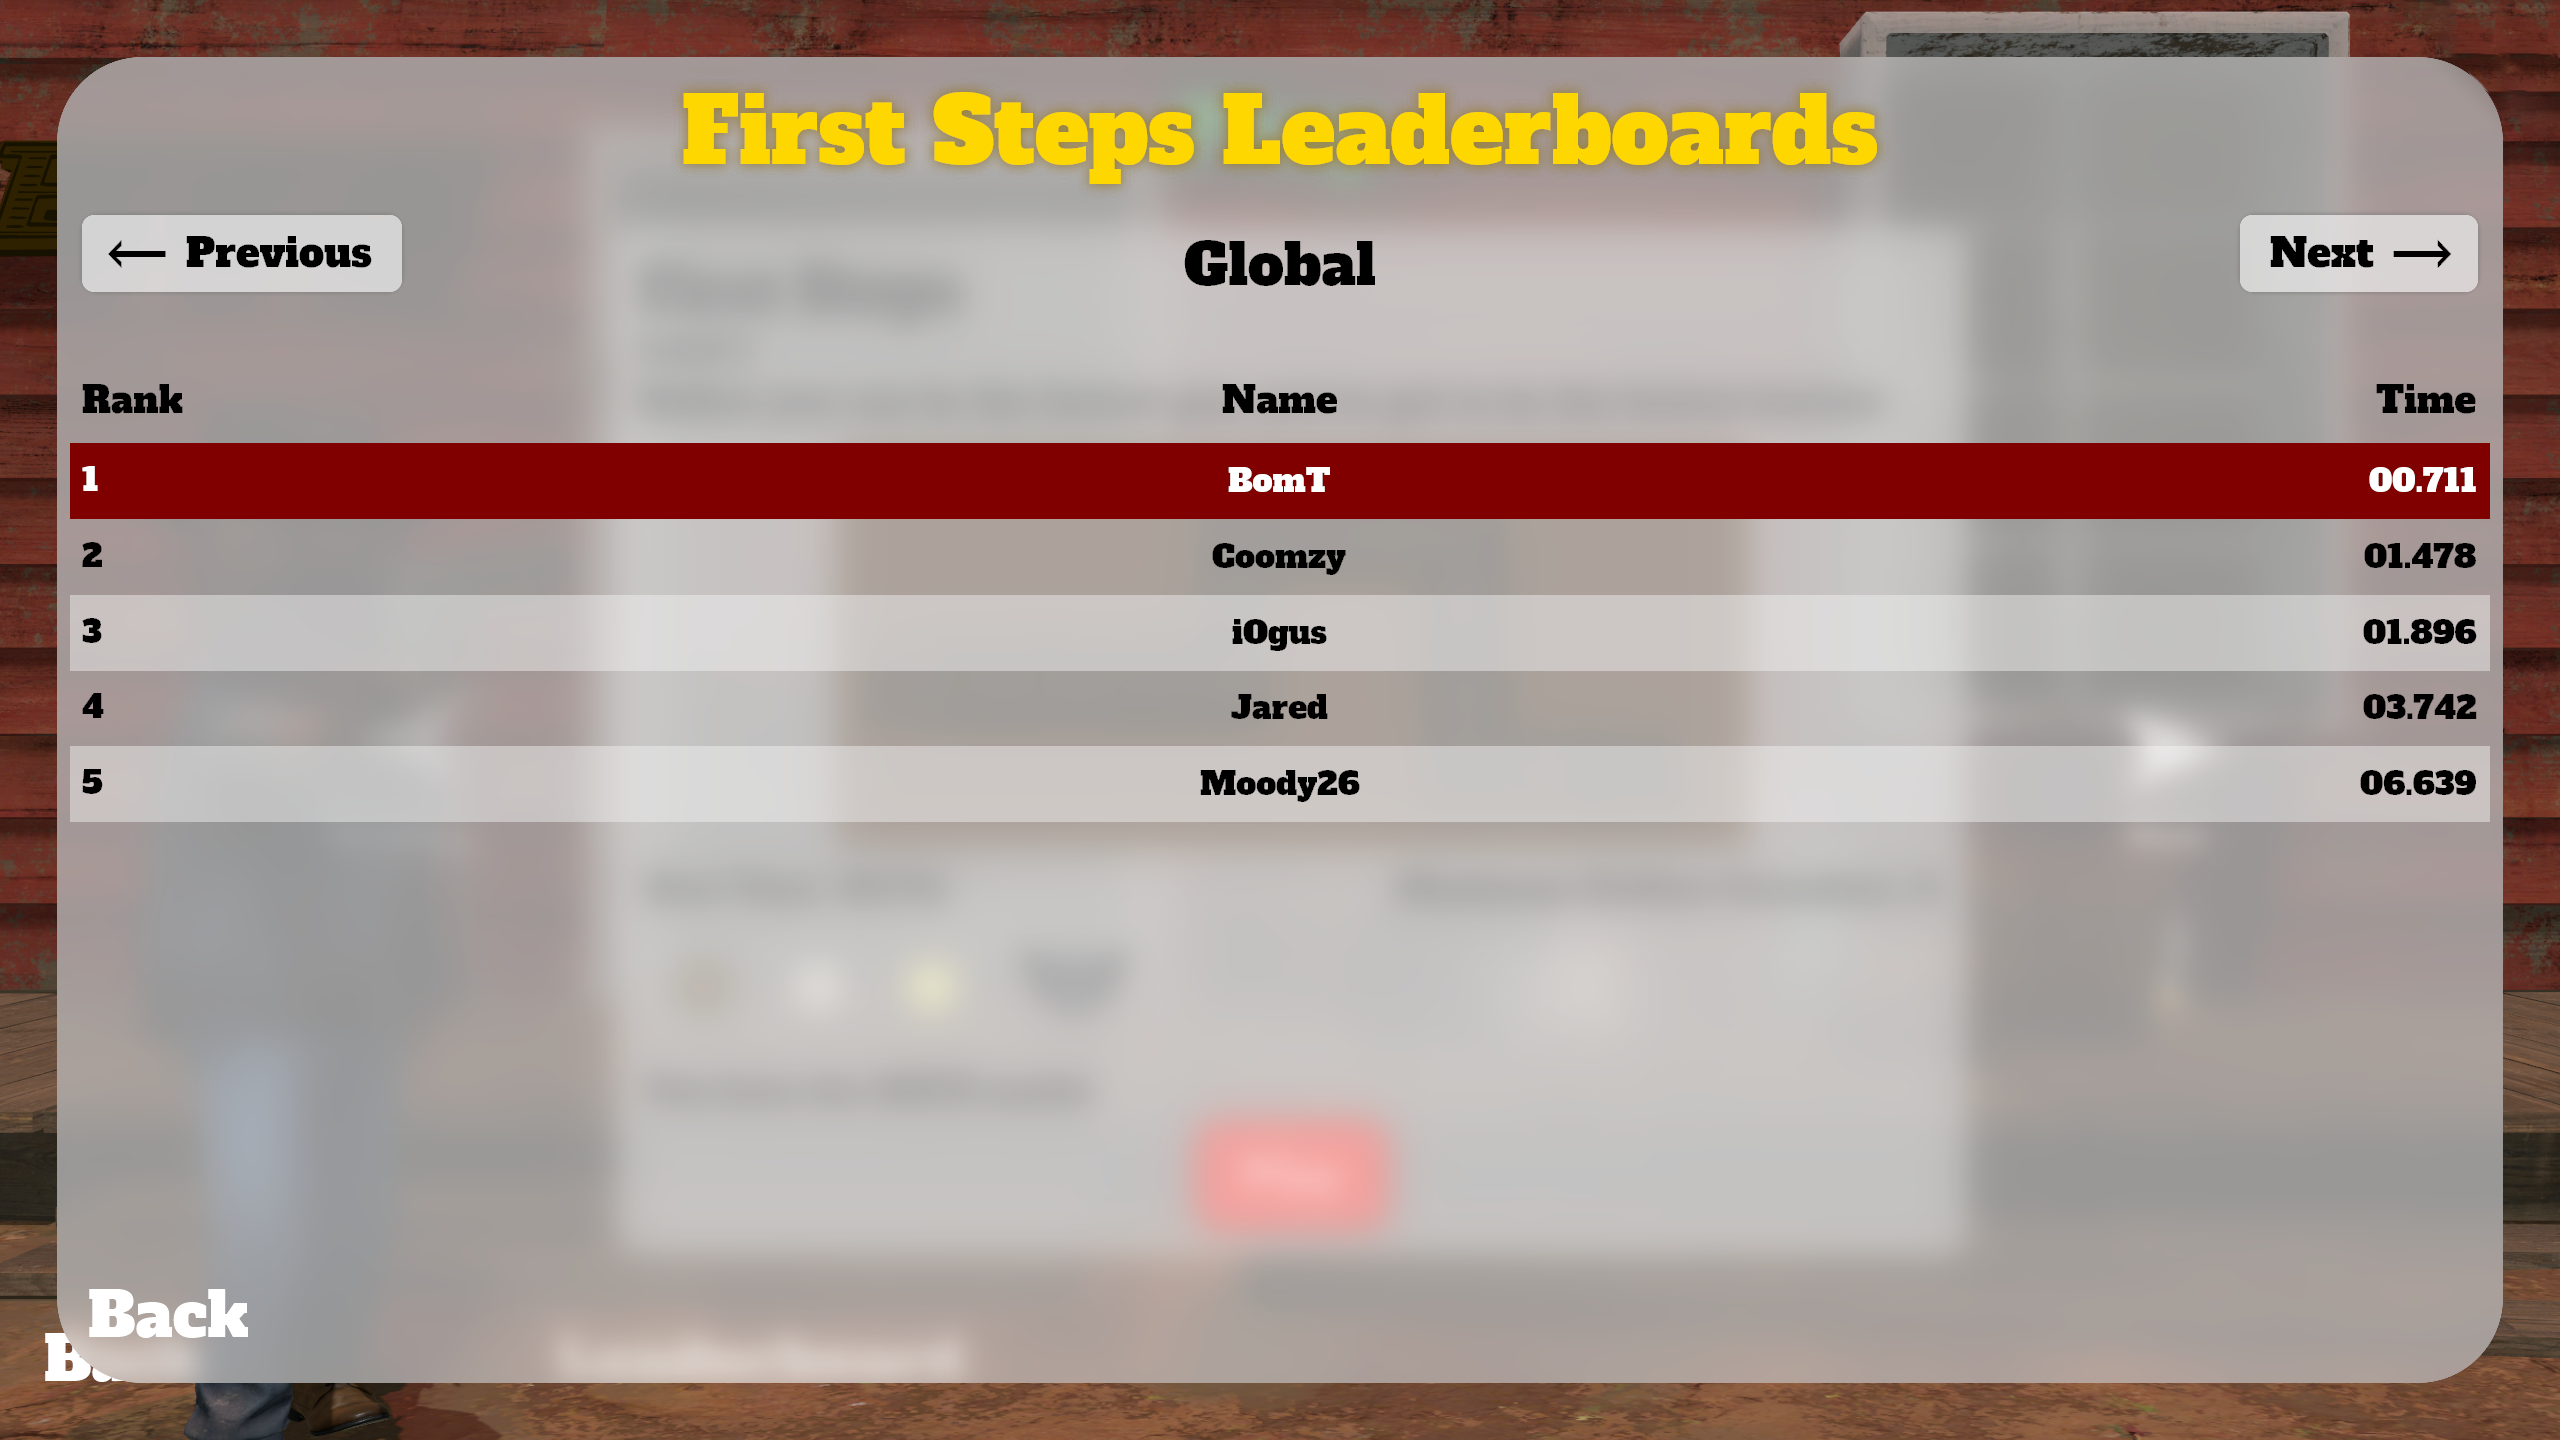 First Steps Leaderboards
← Previous
Global
Next →
Rank Name Time
1 BomT 00.711
2 Coomzy 01.478
3 iOgus 01.896
4 Jared 03.742
5 Moody26 06.639
Back